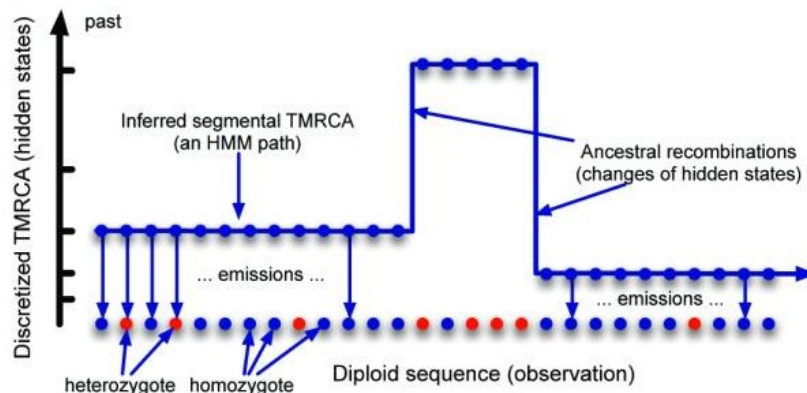 past
Discretized TMRCA (hidden states)
Inferred segmental TMRCA
(an HMM path)
Ancestral recombinations
(changes of hidden states)
... emissions ...
... emissions ...
heterozygote
homozygote
Diploid sequence (observation)